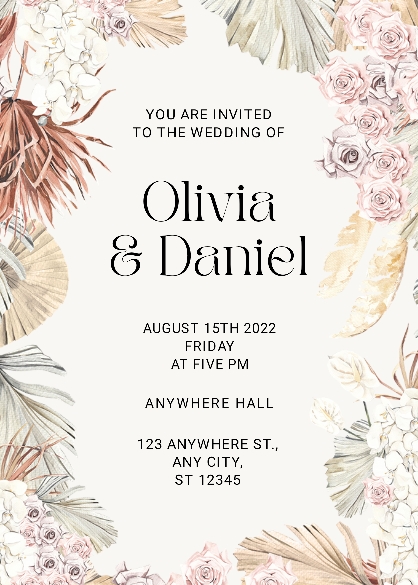 YOU ARE INVITED
TO THE WEDDING OF
Olivia
& Daniel
AUGUST 15TH 2022
FRIDAY
AT FIVE PM
ANYWHERE HALL
123 ANYWHERE ST.,
ANY CITY,
ST 12345